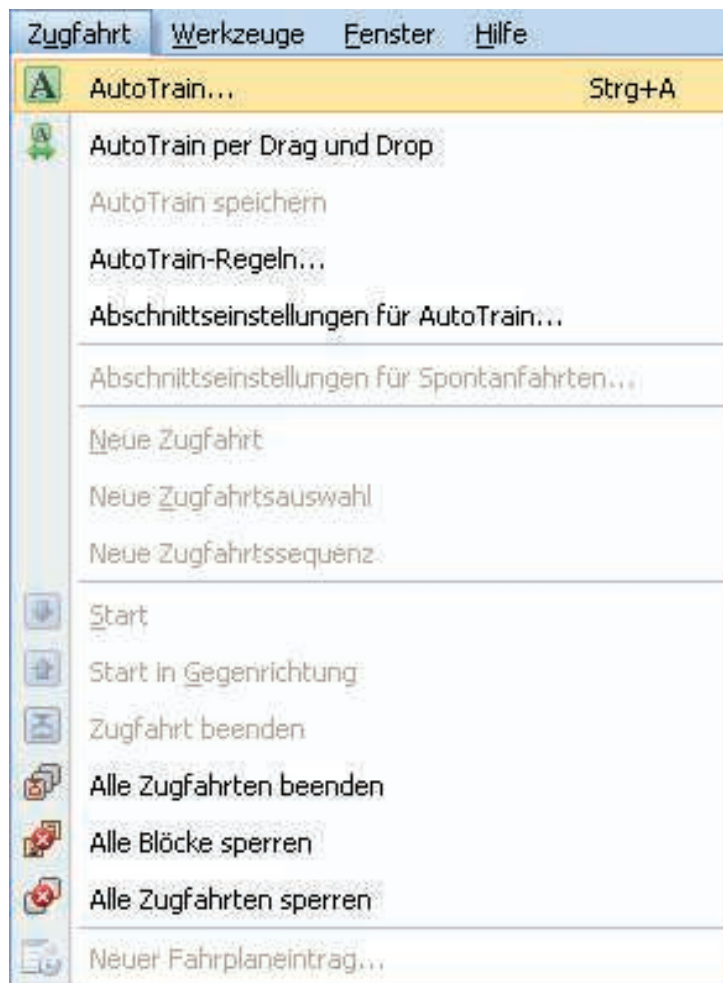 Zugfahrt Werkzeuge Fenster Hilfe
AutoTrain... Strg+A
AutoTrain per Drag und Drop
AutoTrain speichern
AutoTrain-Regeln...
Abschnittseinstellungen für AutoTrain...
Abschnittseinstellungen für Spontanfahrten...
Neue Zugfahrt
Neue Zugfahrtsauswahl
Neue Zugfahrtssequenz
Start
Start in Gegenrichtung
Zugfahrt beenden
Alle Zugfahrten beenden
Alle Blöcke sperren
Alle Zugfahrten sperren
Neuer Fahrplaneintrag...